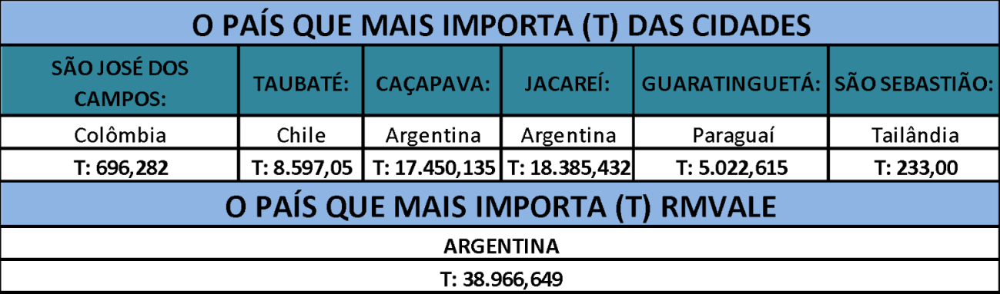 O PAÍS QUE MAIS IMPORTA (T) DAS CIDADES
SÃO JOSÉ DOS
CAMPOS:
TAUBATÉ:
CAÇAPAVA:
JACAREÍ:
GUARATINGUETÁ:
SÃO SEBASTIÃO:
Colômbia
Chile
Argentina
Argentina
Paraguaí
Tailândia
T: 696,282
T: 8.597,05
T: 17.450,135
T: 18.385,432
T: 5.022,615
T: 233,00
O PAÍS QUE MAIS IMPORTA (T) RMVALE
ARGENTINA
T: 38.966,649